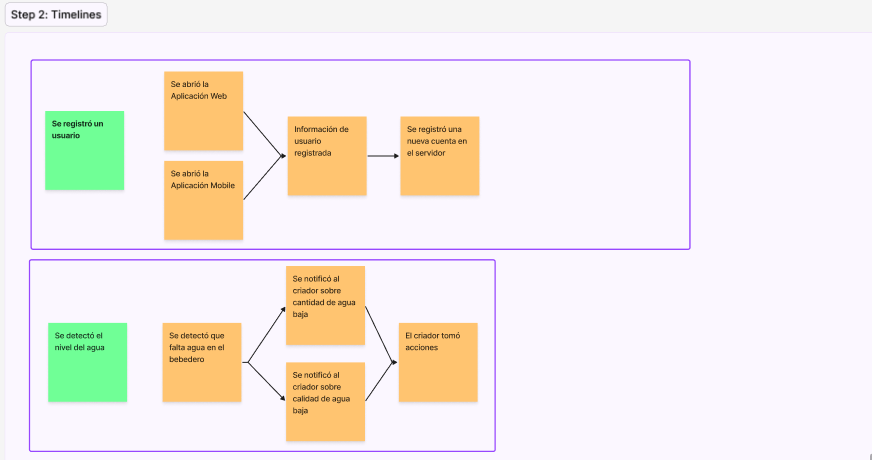 Step 2: Timelines
Se registró un
usuario
Se abrió la
Aplicación Web
Se abrió la
Aplicación Mobile
Información de
usuario
registrada
Se registró una
nueva cuenta en
el servidor
Se detectó el
nivel del agua
Se detectó que
falta agua en el
bebedero
Se notificó al
criador sobre
cantidad de agua
baja
Se notificó al
criador sobre
calidad de agua
baja
El criador tomó
acciones